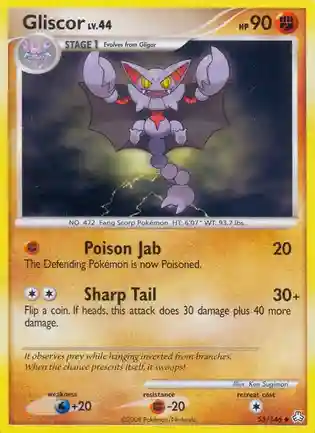 Gliscor LV.44 HP 90
STAGE 1 Evolves from Gligar
NO. 472 Fang Scorp Pokémon HT: 6'07" WT: 93.7 lbs.
Poison Jab 20
The Defending Pokémon is now Poisoned.
Sharp Tail 30+
Flip a coin. If heads, this attack does 30 damage plus 40 more
damage.
It observes prey while hanging inverted from branches.
When the chance presents itself, it swoops!
Illus. Ken Sugimori
weakness resistance retreat cost
+20 -20
©2008 Pokémon/Nintendo
53/146